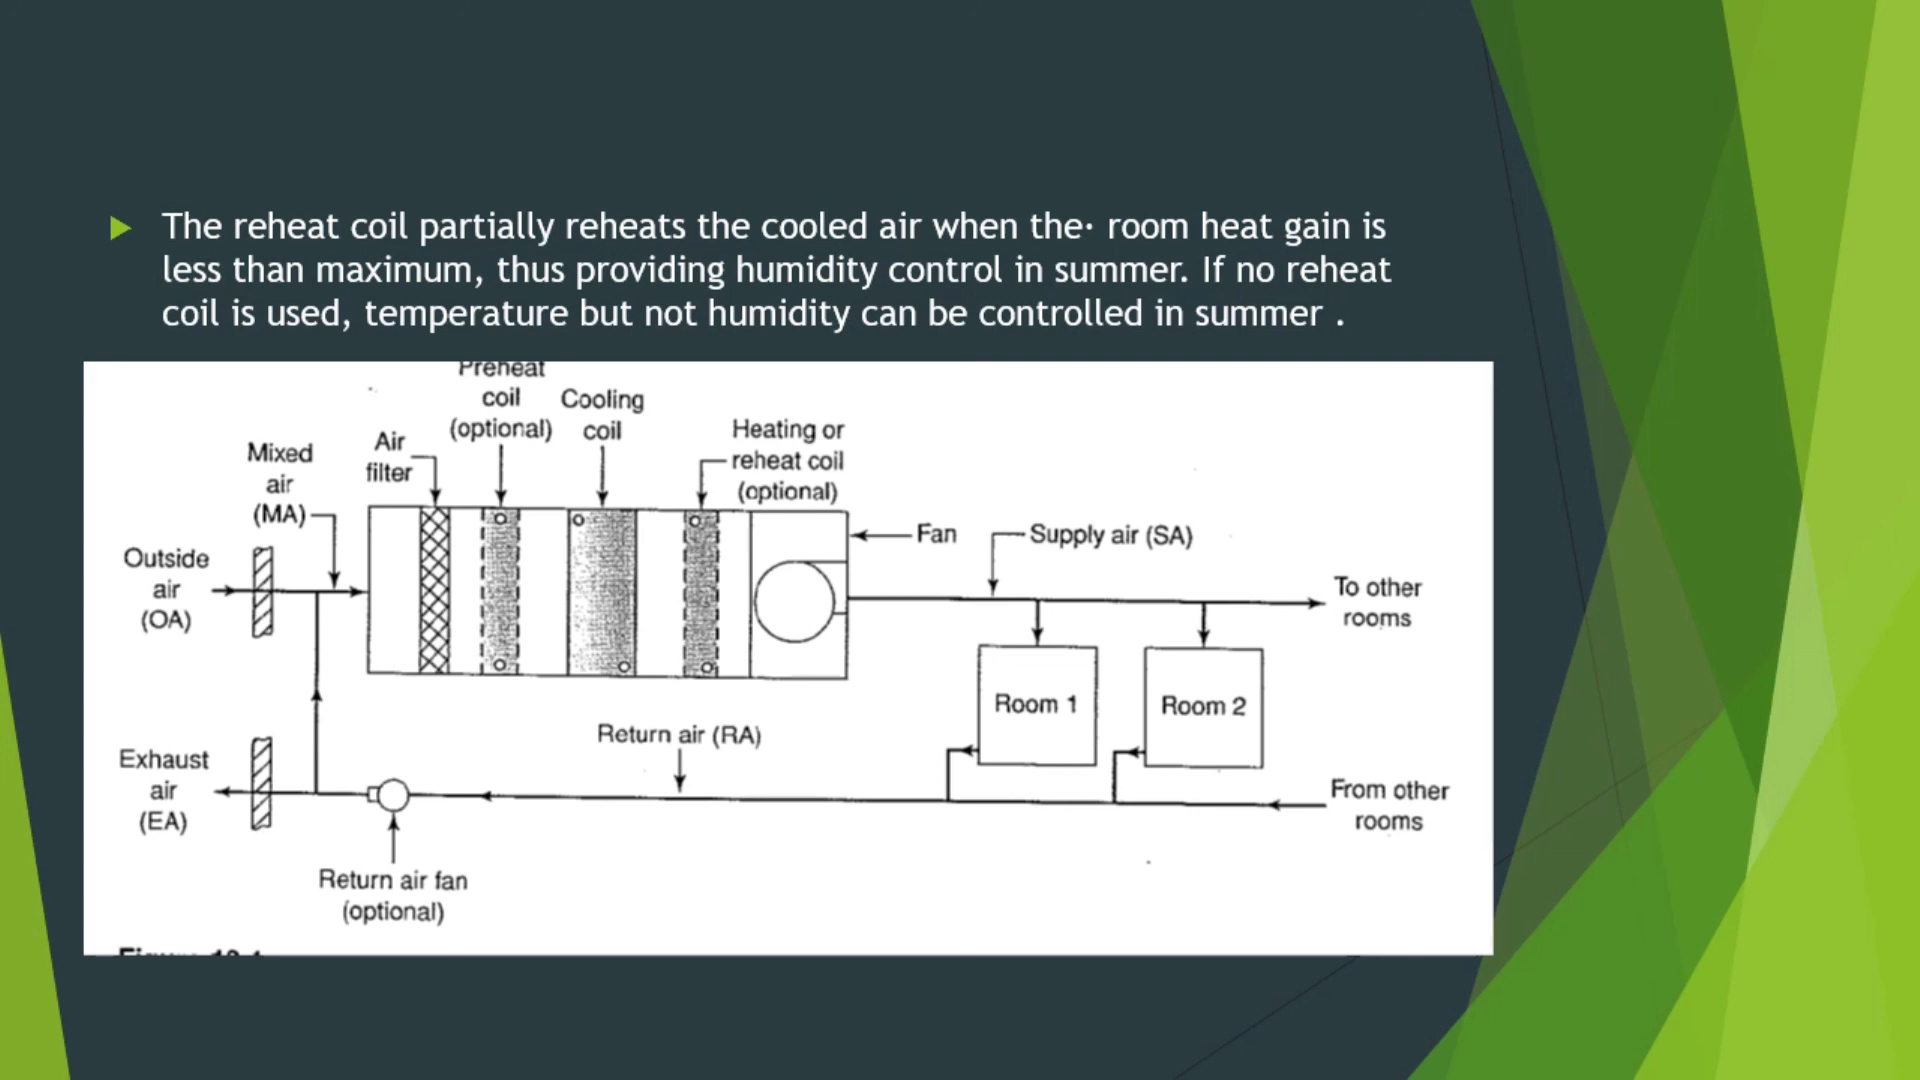 The reheat coil partially reheats the cooled air when the· room heat gain is
less than maximum, thus providing humidity control in summer. If no reheat
coil is used, temperature but not humidity can be controlled in summer .
Preheat
coil
(optional)
Cooling
coil
Heating or
reheat coil
(optional)
Air
filter
Mixed
air
(MA)
Outside
air
(OA)
Fan
Supply air (SA)
To other
rooms
Room 1
Room 2
Return air (RA)
Exhaust
air
(EA)
From other
rooms
Return air fan
(optional)